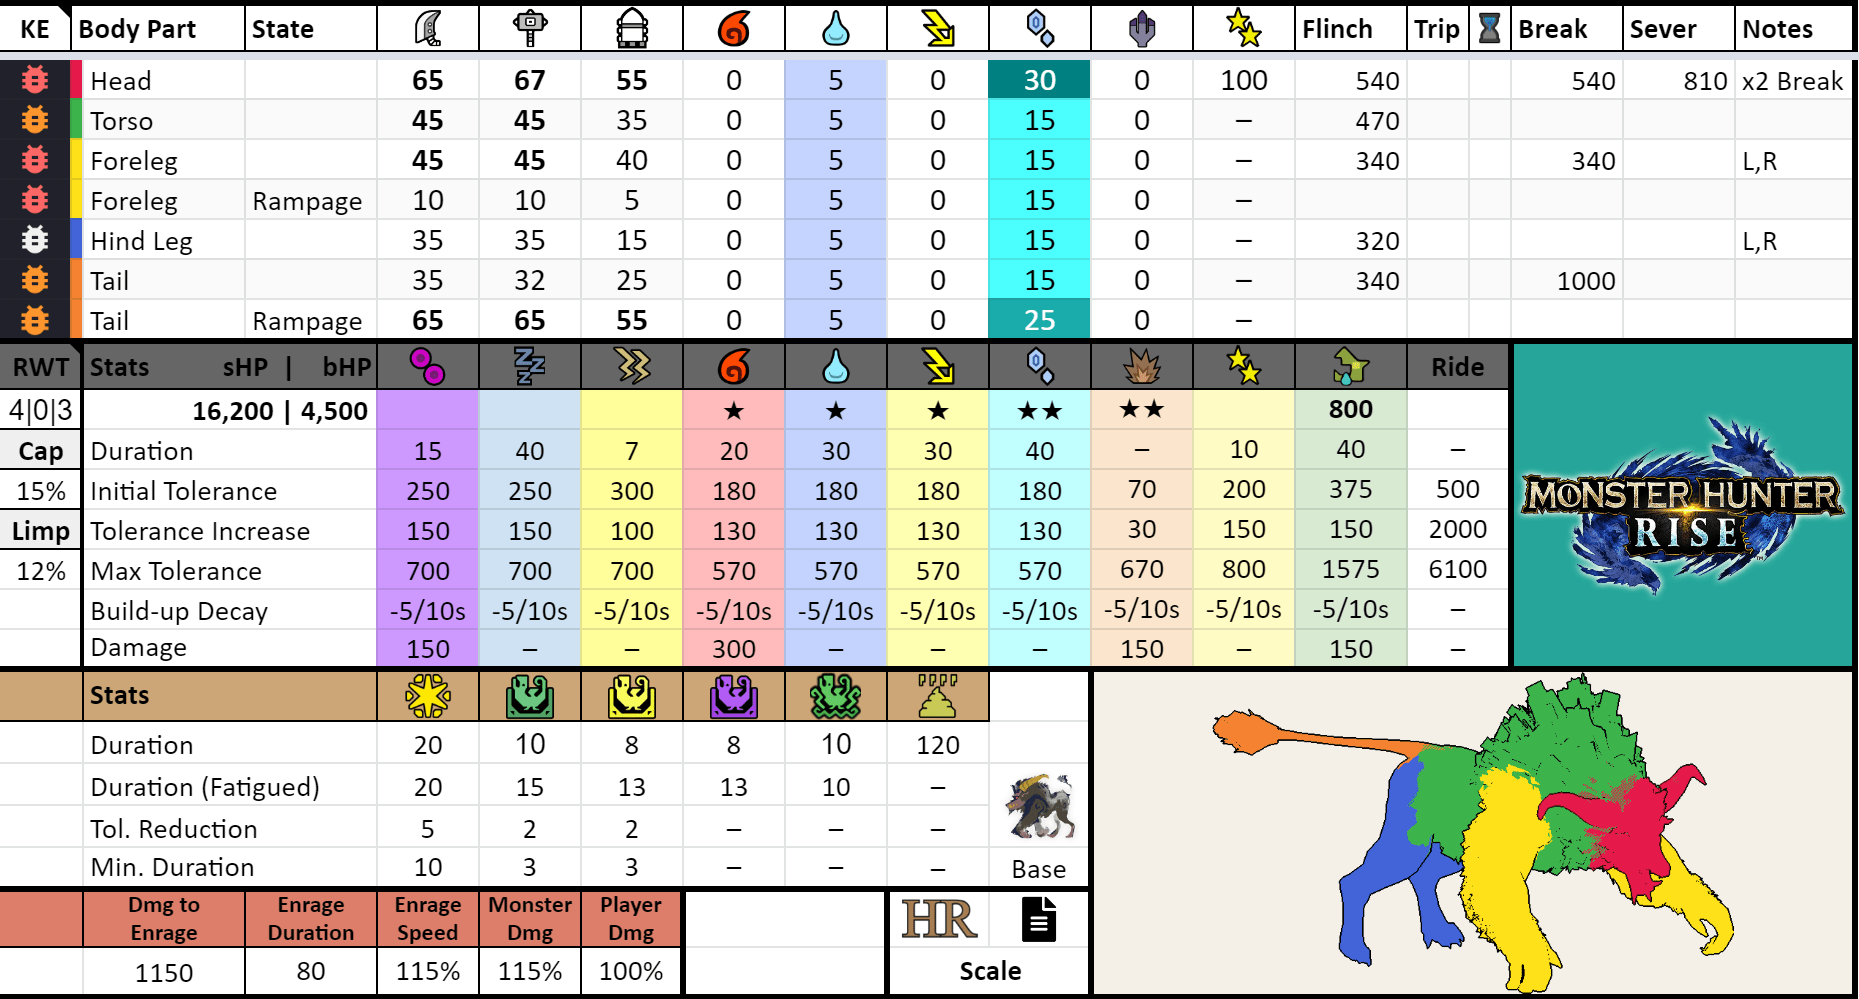 KE Body Part State Flinch Trip Break Sever Notes
Head 65 67 55 0 5 0 30 0 100 540 540 810 x2 Break
Torso 45 45 35 0 5 0 15 0 – 470
Foreleg 45 45 40 0 5 0 15 0 – 340 340 L,R
Foreleg Rampage 10 10 5 0 5 0 15 0 –
Hind Leg 35 35 15 0 5 0 15 0 – 320 L,R
Tail 35 32 25 0 5 0 15 0 – 340 1000
Tail Rampage 65 65 55 0 5 0 25 0 –
RWT Stats sHP | bHP Ride
4|0|3 16,200 | 4,500 ★ ★ ★ ★★ ★★ 800
Cap Duration 15 40 7 20 30 30 40 – 10 40 –
15% Initial Tolerance 250 250 300 180 180 180 180 70 200 375 500
Limp Tolerance Increase 150 150 100 130 130 130 130 30 150 150 2000
12% Max Tolerance 700 700 700 570 570 570 570 670 800 1575 6100
Build-up Decay -5/10s -5/10s -5/10s -5/10s -5/10s -5/10s -5/10s -5/10s -5/10s -5/10s –
Damage 150 – – 300 – – – 150 – 150 –
MONSTER HUNTER
RISE
Stats
Duration 20 10 8 8 10 120
Duration (Fatigued) 20 15 13 13 10 –
Tol. Reduction 5 2 2 – – –
Min. Duration 10 3 3 – – –
Base
Dmg to Enrage Enrage Monster Player
Enrage Duration Speed Dmg Dmg
HR
1150 80 115% 115% 100% Scale